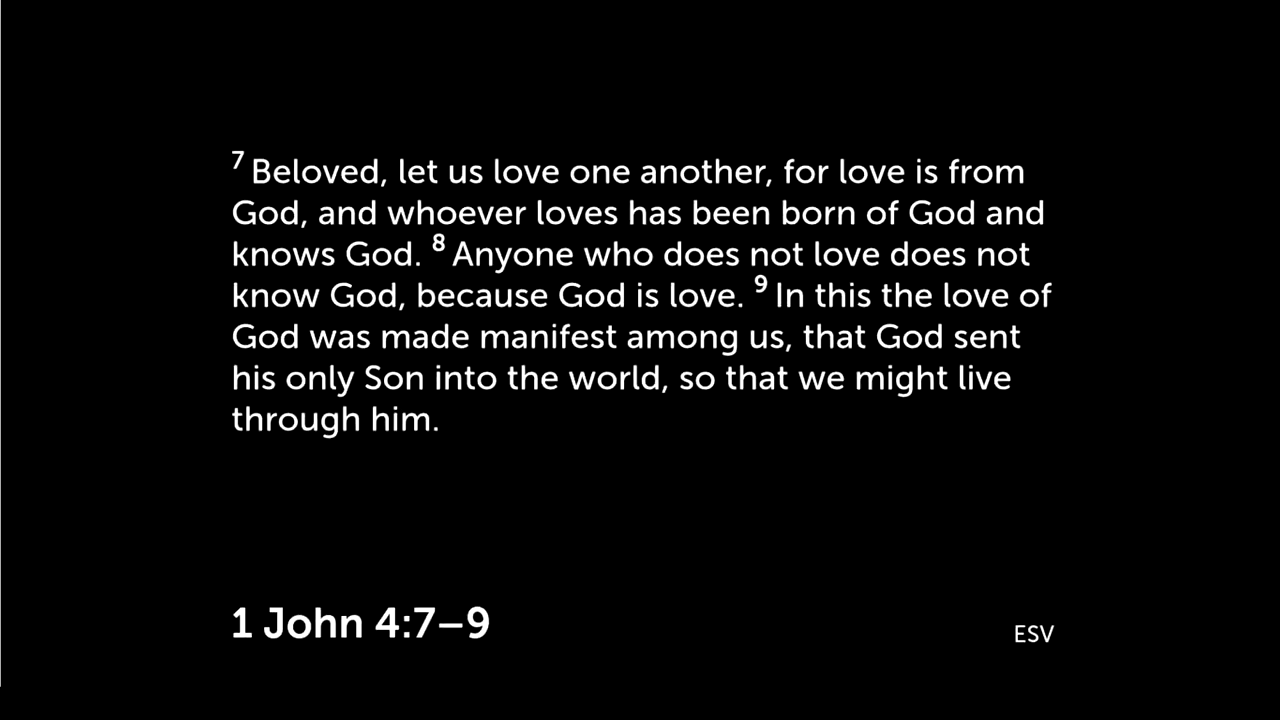 7 Beloved, let us love one another, for love is from
God, and whoever loves has been born of God and
knows God. 8 Anyone who does not love does not
know God, because God is love. 9 In this the love of
God was made manifest among us, that God sent
his only Son into the world, so that we might live
through him.
1 John 4:7–9
ESV